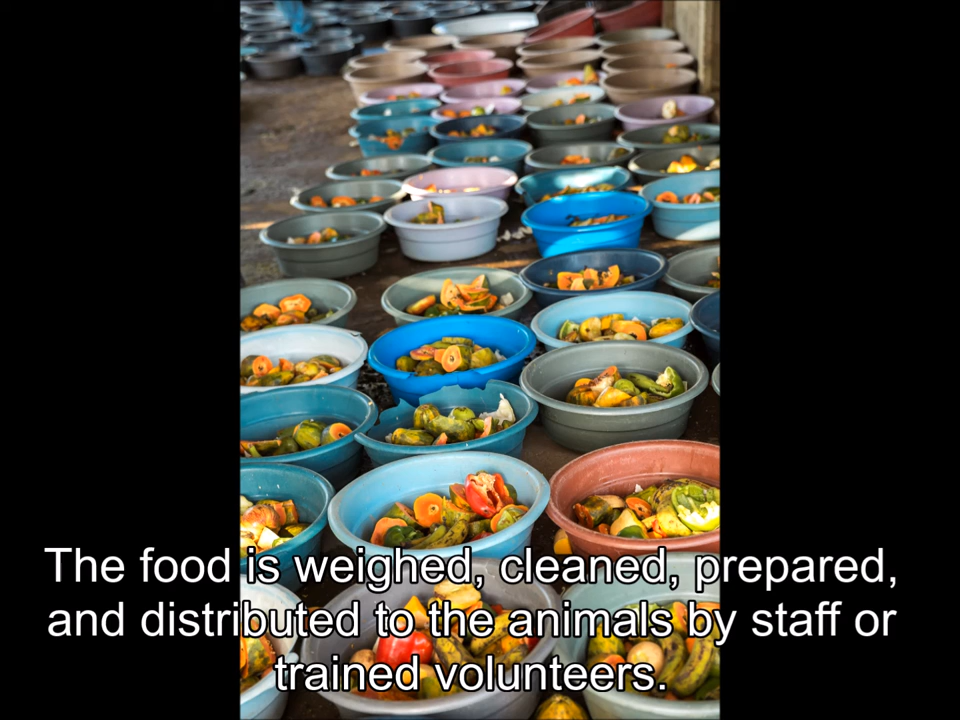 The food is weighed, cleaned, prepared,
and distributed to the animals by staff or
trained volunteers.